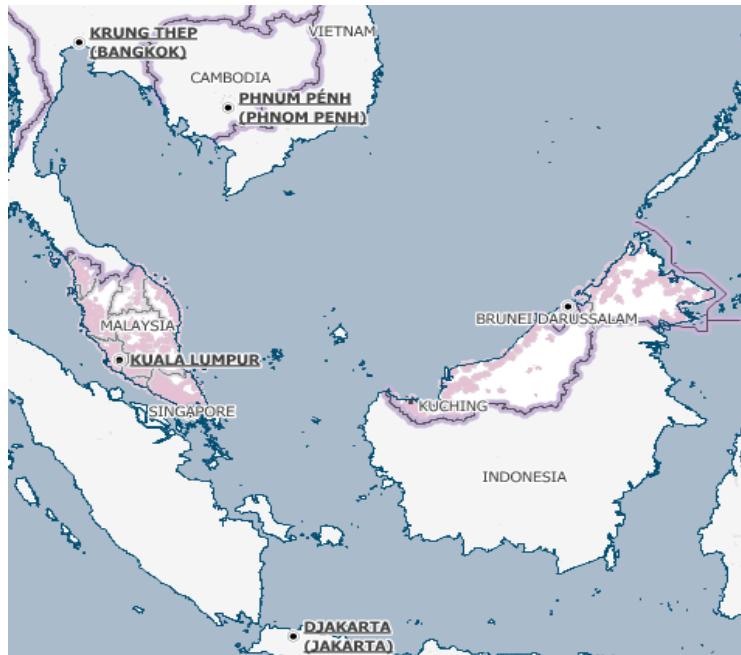 KRUNG THEP
(BANGKOK)
VIETNAM
CAMBODIA
PHNUM PÉNH
(PHNOM PENH)
MALAYSIA
BRUNEI DARUSSALAM
KUALA LUMPUR
SINGAPORE
KUCHING
INDONESIA
DJAKARTA
(JAKARTA)